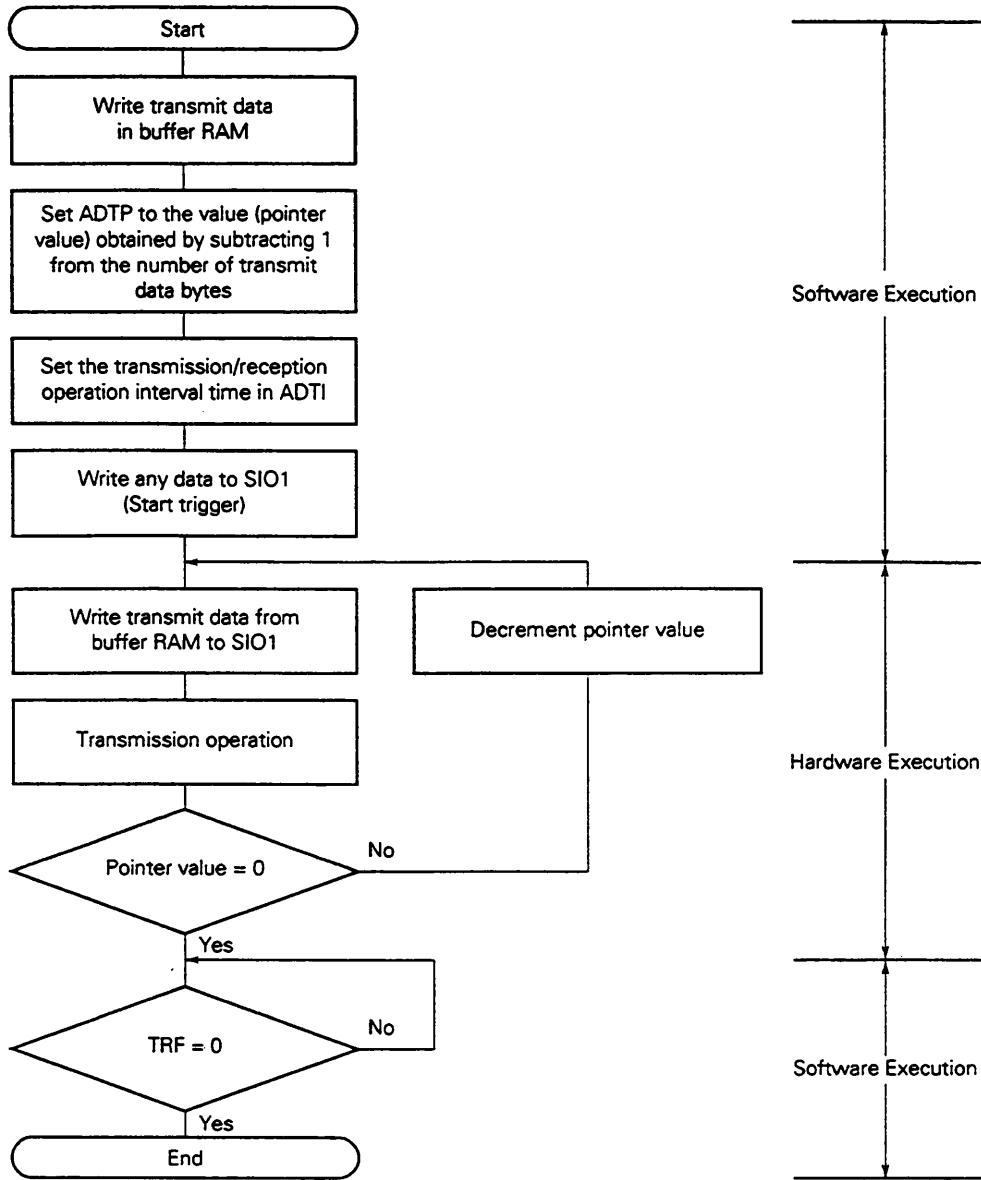 Start
Write transmit data
in buffer RAM
Set ADTP to the value (pointer
value) obtained by subtracting 1
from the number of transmit
data bytes
Software Execution
Set the transmission/reception
operation interval time in ADTI
Write any data to SIO1
(Start trigger)
Write transmit data from
buffer RAM to SIO1
Decrement pointer value
Transmission operation
Hardware Execution
Pointer value = 0
No
Yes
TRF = 0
No
Software Execution
Yes
End